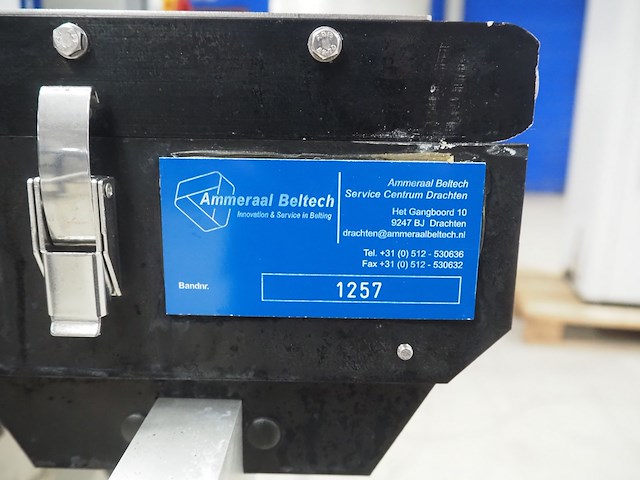 Ammeraal Beltech
Innovation & Service in Belting
Ammeraal Beltech
Service Centrum Drachten
Het Gangboord 10
9247 BJ Drachten
drachten@ammeraalbeltech.nl
Tel. +31 (0) 512 - 530636
Fax +31 (0) 512 - 530632
Bandnr.
1257